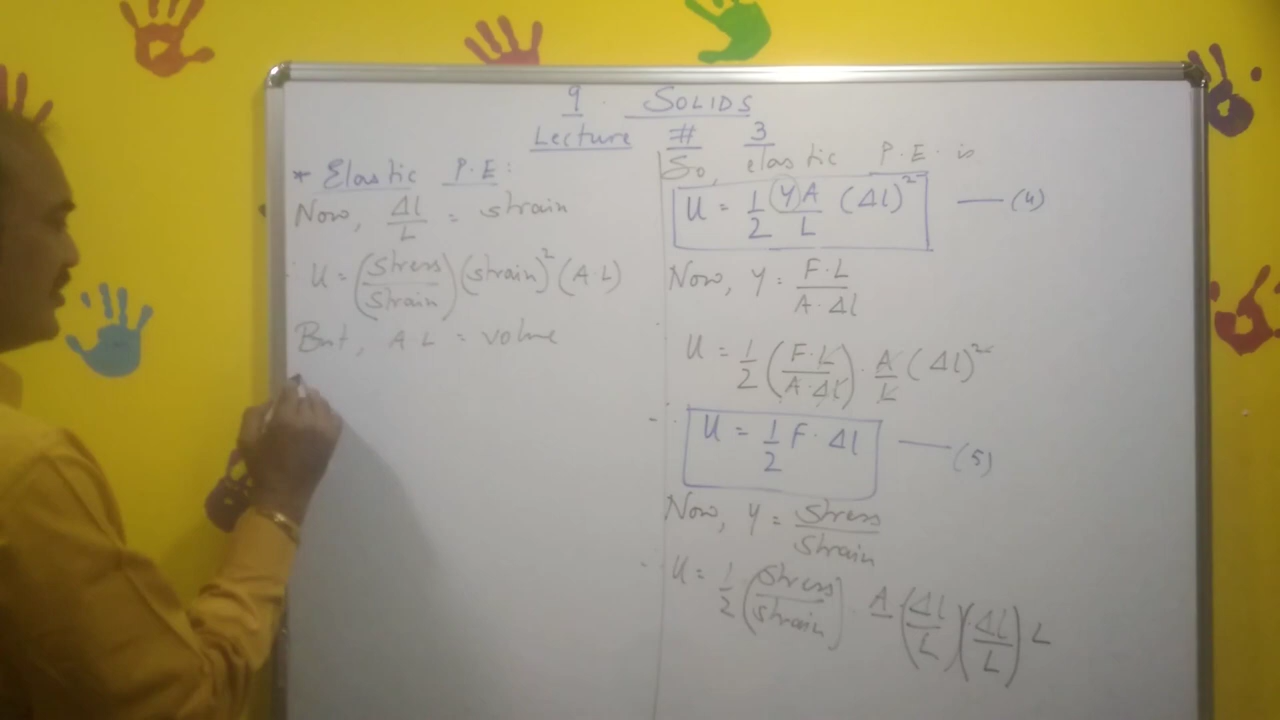 9. SOLIDS
Lecture # 3
* Elastic P.E:
Now, Δl/L = strain
∴ U = (Stress/Strain) (strain)² (A·L)
But, A L = volume
So, elastic P.E. is
U = 1/2 YA/L (Δl)² —— (4)
Now, Y = F·L/A·Δl
∴ U = 1/2 (F·L/A·Δl) · A/L (Δl)²
∴ U = 1/2 F·Δl —— (5)
Now, Y = Stress/Strain
∴ U = 1/2 (Stress/Strain) · A (Δl/L)(Δl/L) L